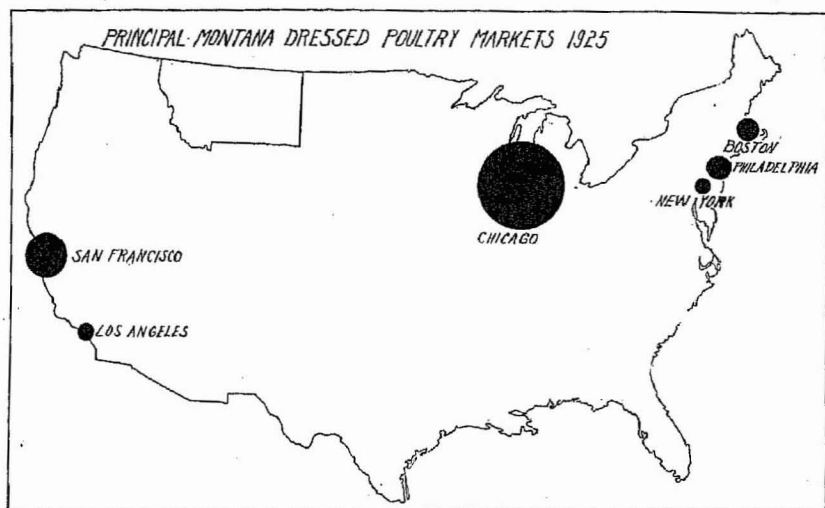 PRINCIPAL MONTANA DRESSED POULTRY MARKETS 1925
BOSTON
PHILADELPHIA
NEW YORK
CHICAGO
SAN FRANCISCO
LOS ANGELES